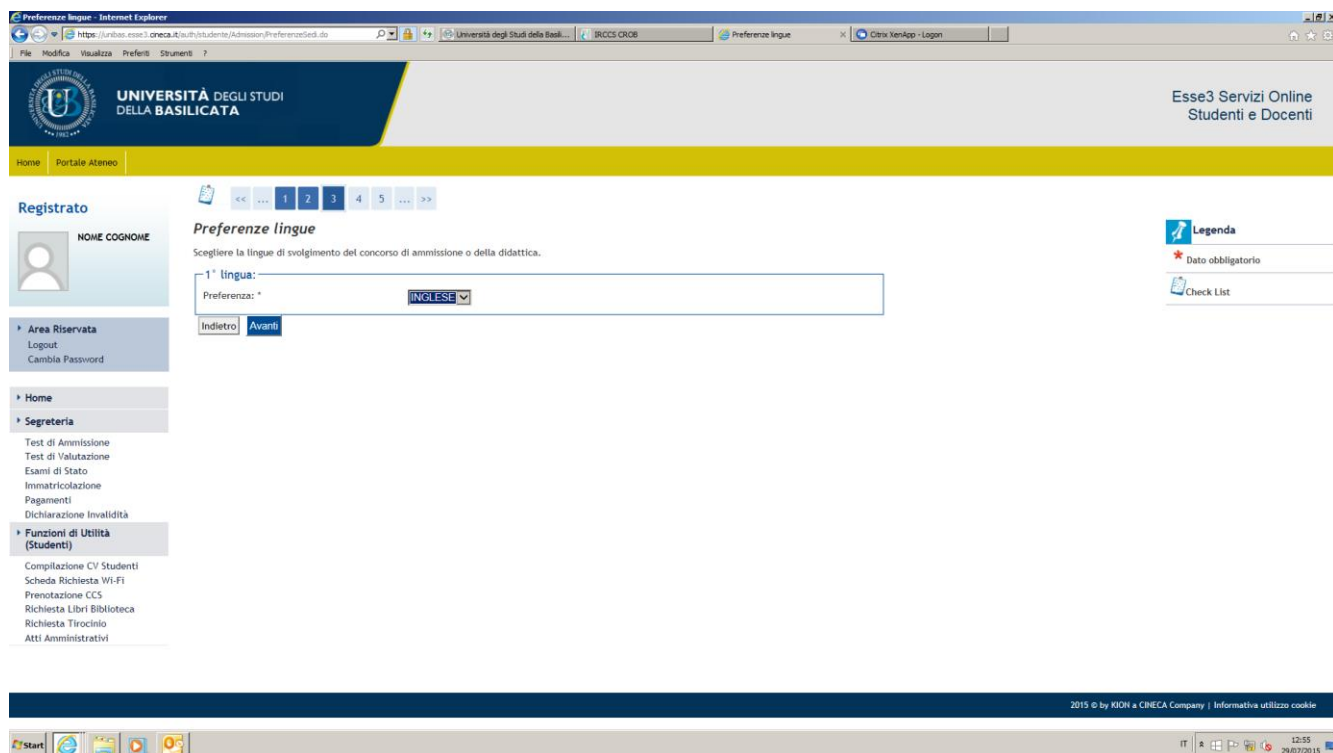 Preferenze lingue - Internet Explorer
https://unibas.esse3.cineca.it/auth/studente/Admission/PreferenzeSedi.do
Università degli Studi della Basili...
IRCCS CROB
Preferenze lingue
Citrix XenApp - Logon
File Modifica Visualizza Preferiti Strumenti ?
UNIVERSITÀ DEGLI STUDI
DELLA BASILICATA
Esse3 Servizi Online
Studenti e Docenti
Home Portale Ateneo
Registrato
NOME COGNOME
Area Riservata
Logout
Cambia Password
Home
Segreteria
Test di Ammissione
Test di Valutazione
Esami di Stato
Immatricolazione
Pagamenti
Dichiarazione Invalidità
Funzioni di Utilità
(Studenti)
Compilazione CV Studenti
Scheda Richiesta Wi-Fi
Prenotazione CCS
Richiesta Libri Biblioteca
Richiesta Tirocinio
Atti Amministrativi
<< ... 1 2 3 4 5 ... >>
Preferenze lingue
Scegliere la lingue di svolgimento del concorso di ammissione o della didattica.
1° lingua:
Preferenza: * INGLESE
Indietro Avanti
Legenda
* Dato obbligatorio
Check List
2015 © by KION a CINECA Company | Informativa utilizzo cookie
Start
IT
12:55
29/07/2015